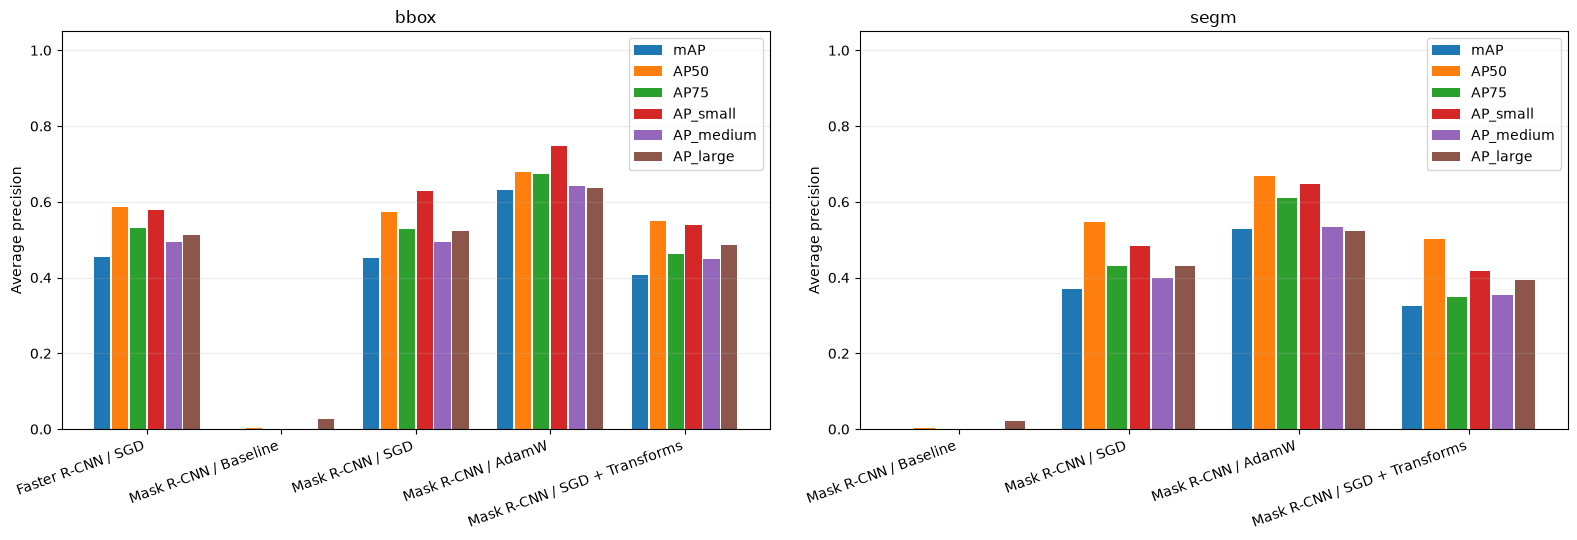 bbox
Average precision
1.0
0.8
0.6
0.4
0.2
0.0
mAP
AP50
AP75
AP_small
AP_medium
AP_large
Faster R-CNN / SGD
Mask R-CNN / Baseline
Mask R-CNN / SGD
Mask R-CNN / AdamW
Mask R-CNN / SGD + Transforms
segm
Average precision
1.0
0.8
0.6
0.4
0.2
0.0
mAP
AP50
AP75
AP_small
AP_medium
AP_large
Mask R-CNN / Baseline
Mask R-CNN / SGD
Mask R-CNN / AdamW
Mask R-CNN / SGD + Transforms